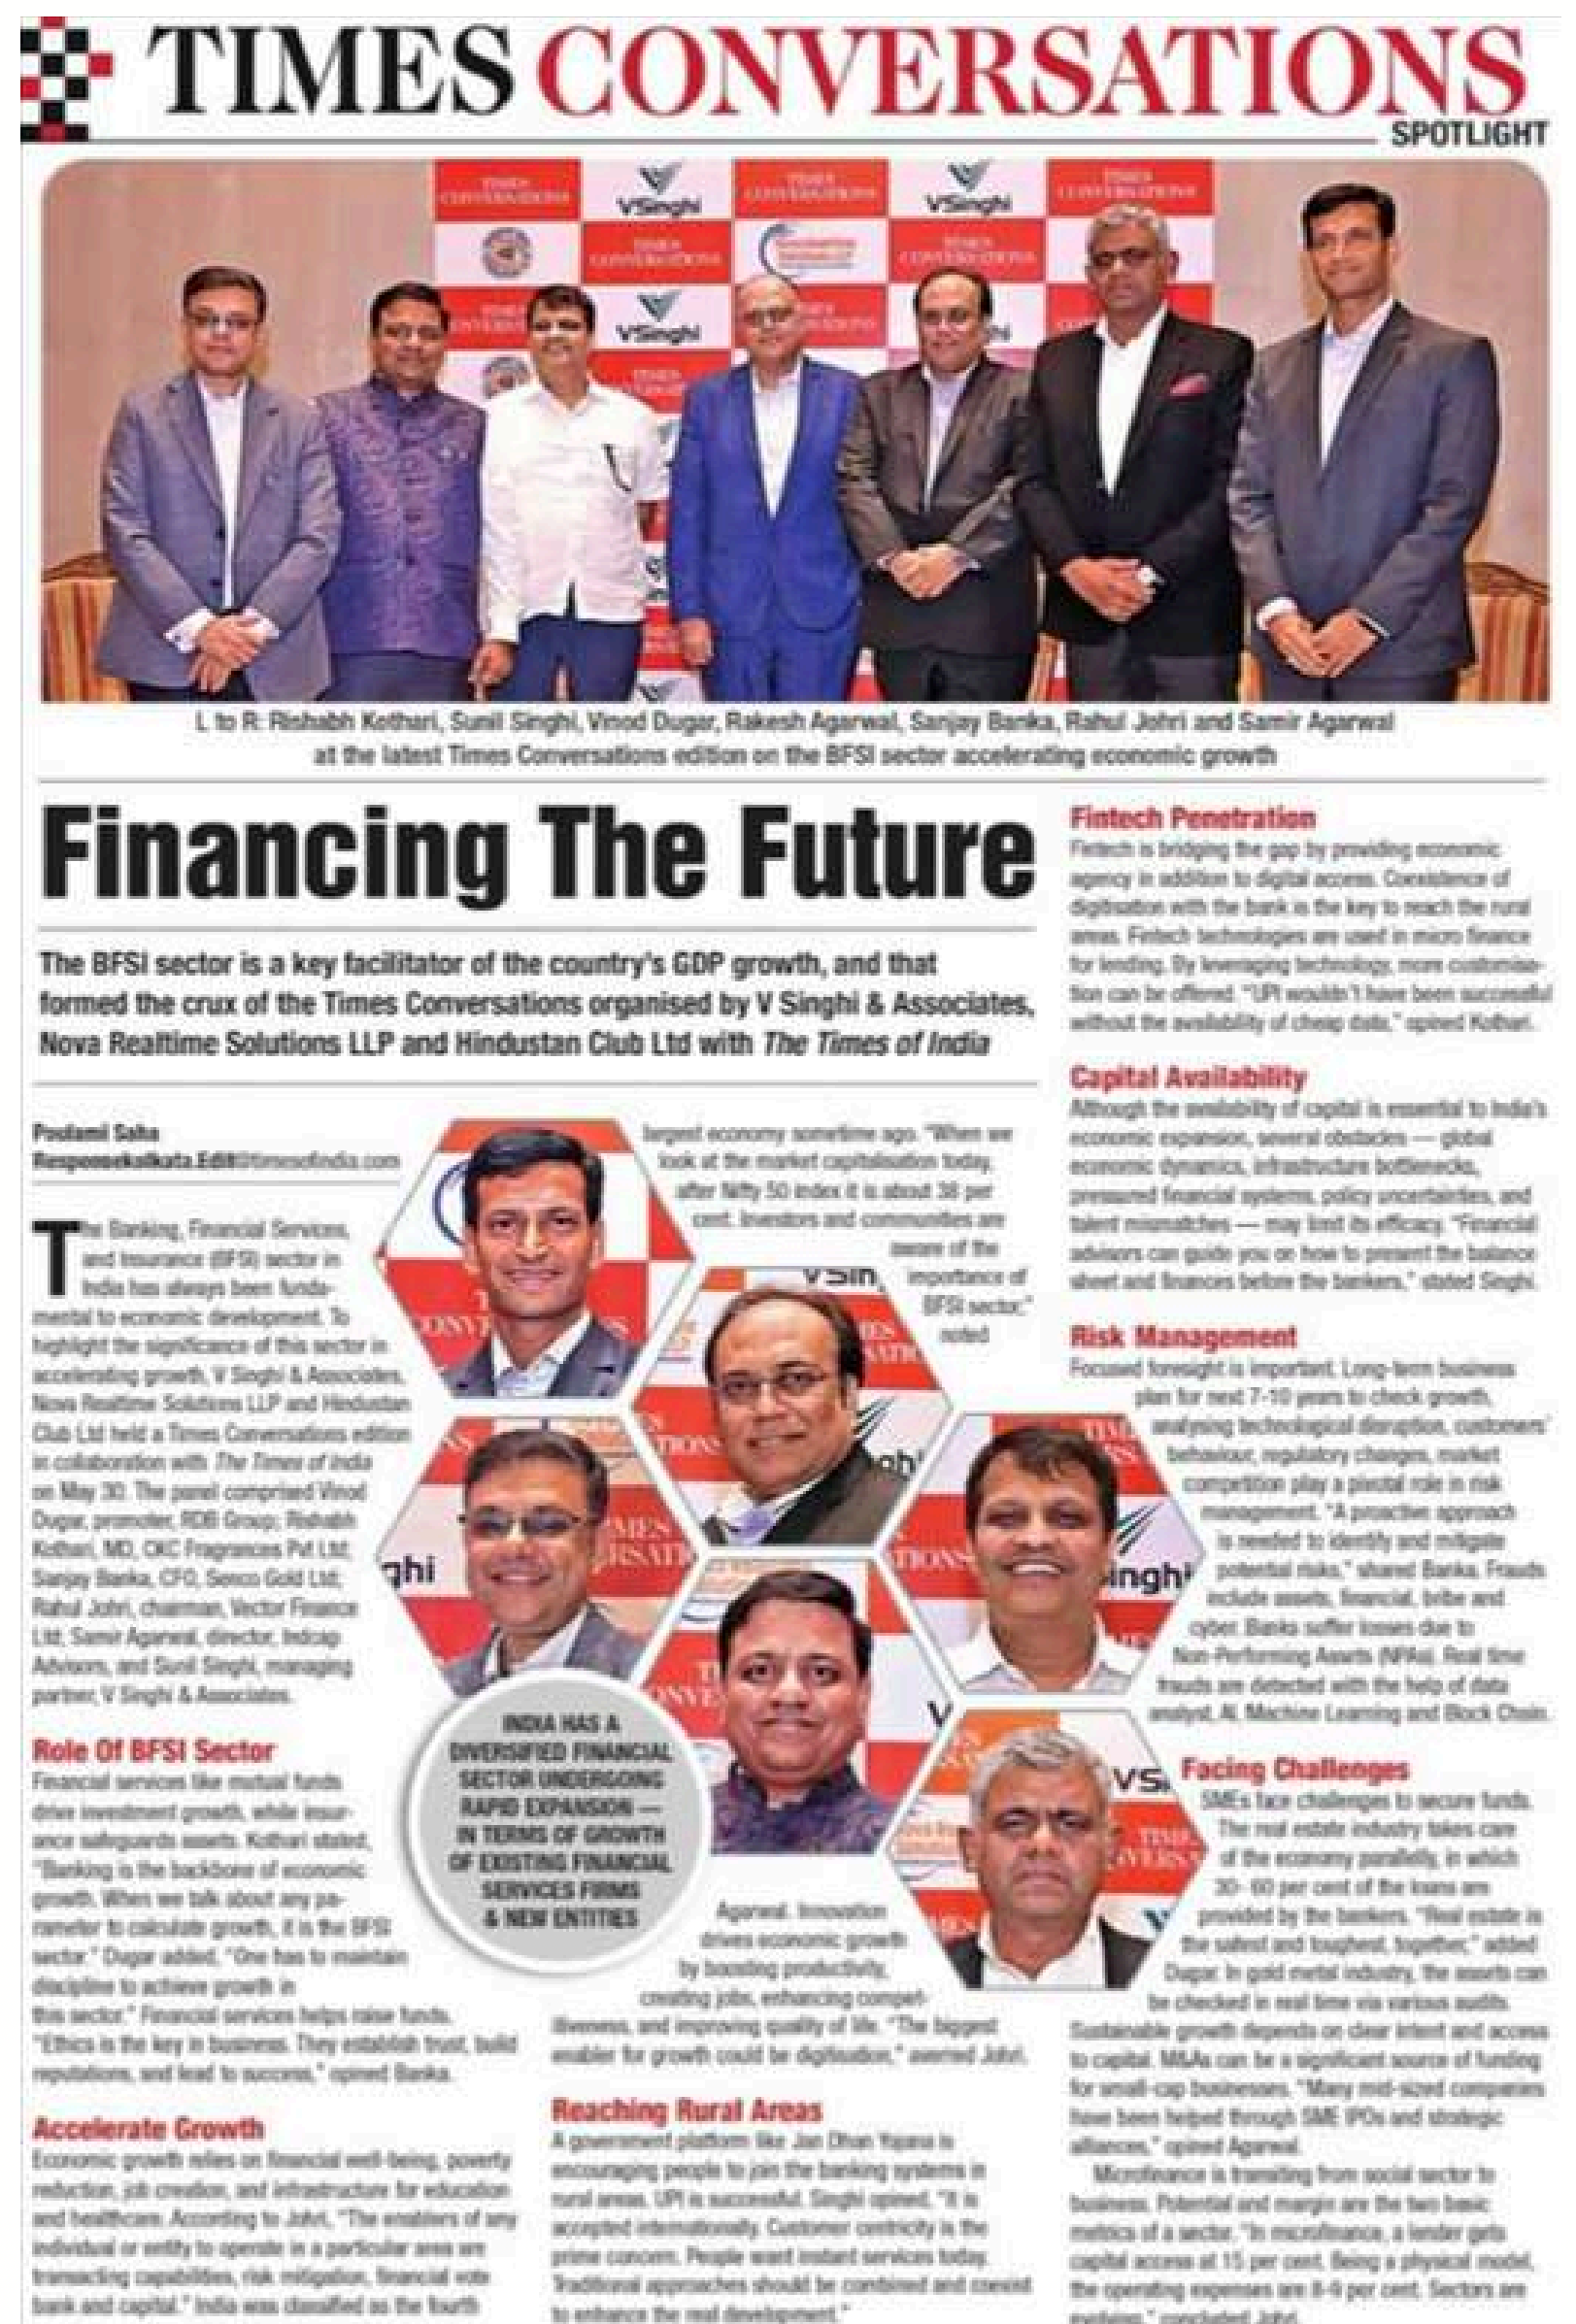 TIMES CONVERSATIONS
SPOTLIGHT
TIMES CONVERSATIONS
VSinghi
TIMES CONVERSATIONS
VSinghi
TIMES CONVERSATIONS
TIMES CONVERSATIONS
TIMES CONVERSATIONS
VSinghi
L to R: Rishabh Kothari, Sunil Singhi, Vinod Dugar, Rakesh Agarwal, Sanjay Banka, Rahul Johri and Samir Agarwal
at the latest Times Conversations edition on the BFSI sector accelerating economic growth
Financing The Future
The BFSI sector is a key facilitator of the country's GDP growth, and that
formed the crux of the Times Conversations organised by V Singhi & Associates,
Nova Realtime Solutions LLP and Hindustan Club Ltd with The Times of India
Poulami Saha
Responsekolkata.Edit@timesofindia.com
The Banking, Financial Services,
and Insurance (BFSI) sector in
India has always been funda-
mental to economic development. To
highlight the significance of this sector in
accelerating growth, V Singhi & Associates,
Nova Realtime Solutions LLP and Hindustan
Club Ltd held a Times Conversations edition
in collaboration with The Times of India
on May 30. The panel comprised Vinod
Dugar, promoter, RDB Group; Rishabh
Kothari, MD, CKC Fragrances Pvt Ltd;
Sanjay Banka, CFO, Senco Gold Ltd;
Rahul Johri, chairman, Vector Finance
Ltd; Samir Agarwal, director, Indcap
Advisors, and Sunil Singhi, managing
partner, V Singhi & Associates.
Role Of BFSI Sector
Financial services like mutual funds
drive investment growth, while insur-
ance safeguards assets. Kothari stated,
"Banking is the backbone of economic
growth. When we talk about any pa-
rameter to calculate growth, it is the BFSI
sector." Dugar added, "One has to maintain
discipline to achieve growth in
this sector." Financial services helps raise funds.
"Ethics is the key in business. They establish trust, build
reputations, and lead to success," opined Banka.
Accelerate Growth
Economic growth relies on financial well-being, poverty
reduction, job creation, and infrastructure for education
and healthcare. According to Johri, "The enablers of any
individual or entity to operate in a particular area are
transacting capabilities, risk mitigation, financial vote
bank and capital." India was classified as the fourth
largest economy sometime ago. "When we
look at the market capitalisation today,
after Nifty 50 index it is about 38 per
cent. Investors and communities are
aware of the
importance of
BFSI sector,"
noted
INDIA HAS A
DIVERSIFIED FINANCIAL
SECTOR UNDERGOING
RAPID EXPANSION —
IN TERMS OF GROWTH
OF EXISTING FINANCIAL
SERVICES FIRMS
& NEW ENTITIES
Agarwal. Innovation
drives economic growth
by boosting productivity,
creating jobs, enhancing compet-
itiveness, and improving quality of life. "The biggest
enabler for growth could be digitisation," averred Johri.
Reaching Rural Areas
A government platform like Jan Dhan Yojana is
encouraging people to join the banking systems in
rural areas. UPI is successful. Singhi opined, "It is
accepted internationally. Customer centricity is the
prime concern. People want instant services today.
Traditional approaches should be combined and coexist
to enhance the real development."
Fintech Penetration
Fintech is bridging the gap by providing economic
agency in addition to digital access. Coexistence of
digitisation with the bank is the key to reach the rural
areas. Fintech technologies are used in micro finance
for lending. By leveraging technology, more customisa-
tion can be offered. "UPI wouldn't have been successful
without the availability of cheap data," opined Kothari.
Capital Availability
Although the availability of capital is essential to India's
economic expansion, several obstacles — global
economic dynamics, infrastructure bottlenecks,
pressured financial systems, policy uncertainties, and
talent mismatches — may limit its efficacy. "Financial
advisors can guide you on how to present the balance
sheet and finances before the bankers," stated Singhi.
Risk Management
Focused foresight is important. Long-term business
plan for next 7-10 years to check growth,
analysing technological disruption, customers'
behaviour, regulatory changes, market
competition play a pivotal role in risk
management. "A proactive approach
is needed to identify and mitigate
potential risks," shared Banka. Frauds
include assets, financial, bribe and
cyber. Banks suffer losses due to
Non-Performing Assets (NPAs). Real time
frauds are detected with the help of data
analyst, AI, Machine Learning and Block Chain.
Facing Challenges
SMEs face challenges to secure funds.
The real estate industry takes care
of the economy parallelly, in which
30- 60 per cent of the loans are
provided by the bankers. "Real estate is
the safest and toughest, together," added
Dugar. In gold metal industry, the assets can
be checked in real time via various audits.
Sustainable growth depends on clear intent and access
to capital. M&As can be a significant source of funding
for small-cap businesses. "Many mid-sized companies
have been helped through SME IPOs and strategic
alliances," opined Agarwal.
Microfinance is transiting from social sector to
business. Potential and margin are the two basic
metrics of a sector. "In microfinance, a lender gets
capital access at 15 per cent. Being a physical model,
the operating expenses are 8-9 per cent. Sectors are
systems," concluded Johri.